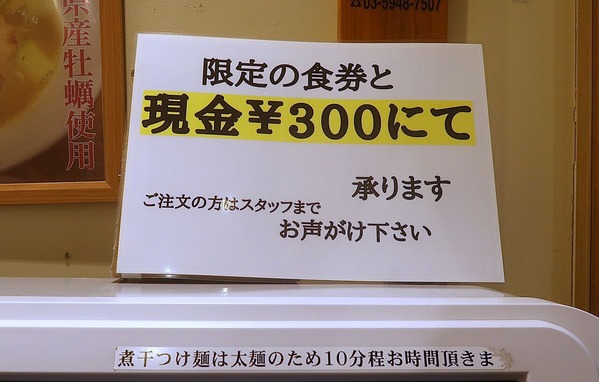 ☎03-5948-7507
県産牡蠣使用
限定の食券と
現金￥300にて
承ります
ご注文の方はスタッフまで
お声がけ下さい
煮干つけ麺は太麺のため10分程お時間頂きま